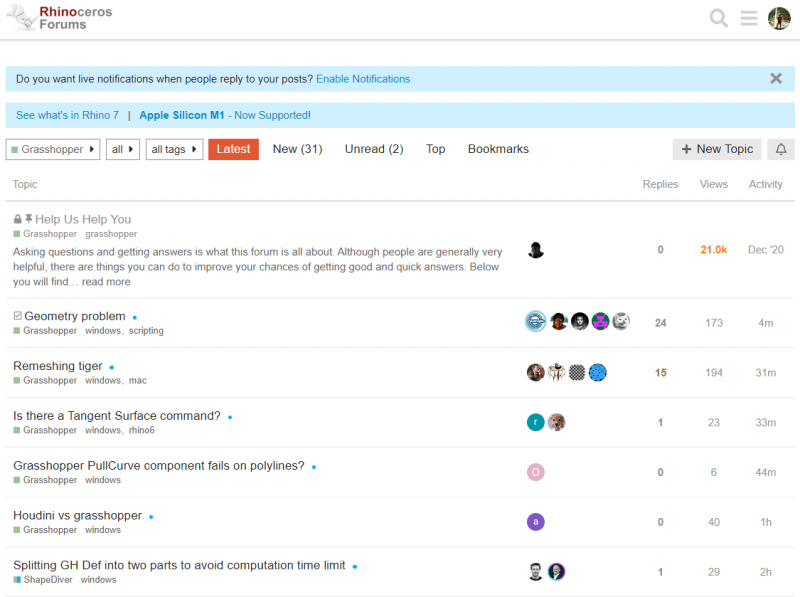 Rhinoceros
Forums
Do you want live notifications when people reply to your posts? Enable Notifications
See what's in Rhino 7 | Apple Silicon M1 - Now Supported!
Grasshopper all all tags Latest New (31) Unread (2) Top Bookmarks + New Topic
Topic Replies Views Activity
Help Us Help You
Grasshopper grasshopper
Asking questions and getting answers is what this forum is all about. Although people are generally very
helpful, there are things you can do to improve your chances of getting good and quick answers. Below
you will find… read more
0 21.0k Dec '20
Geometry problem
Grasshopper windows, scripting
24 173 4m
Remeshing tiger
Grasshopper windows, mac
15 194 31m
Is there a Tangent Surface command?
Grasshopper windows, rhino6
r 1 23 33m
Grasshopper PullCurve component fails on polylines?
Grasshopper windows
O 0 6 44m
Houdini vs grasshopper
Grasshopper windows
a 0 40 1h
Splitting GH Def into two parts to avoid computation time limit
ShapeDiver windows
1 29 2h